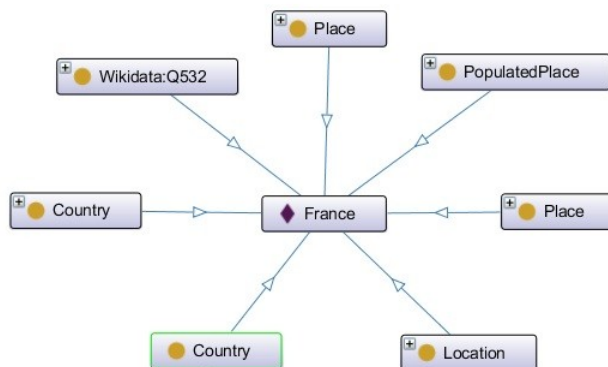 Place
Wikidata:Q532
PopulatedPlace
Country
France
Place
Country
Location